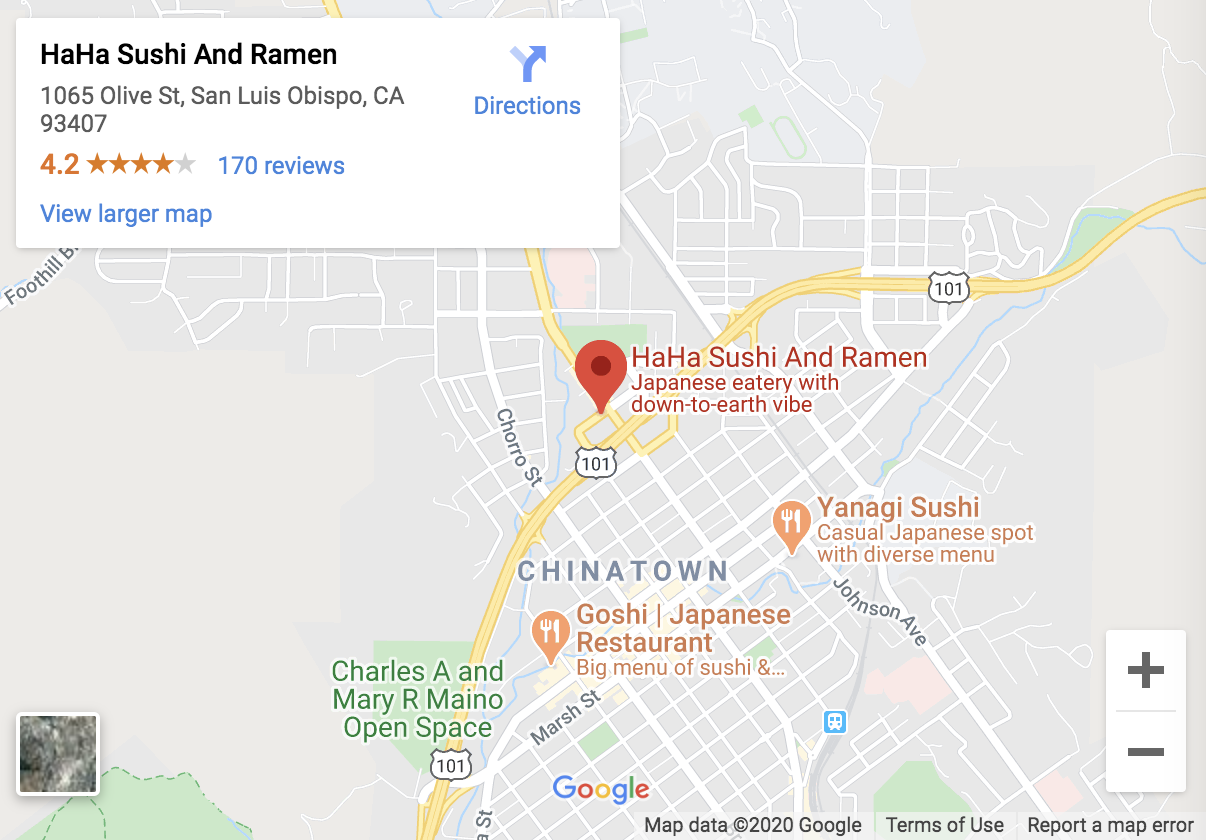 HaHa Sushi And Ramen
1065 Olive St, San Luis Obispo, CA
93407
4.2
170 reviews
View larger map
Directions
Foothill B
101
HaHa Sushi And Ramen
Japanese eatery with
down-to-earth vibe
Chorro St
101
Yanagi Sushi
Casual Japanese spot
with diverse menu
CHINATOWN
Johnson Ave
Goshi | Japanese
Restaurant
Big menu of sushi &...
Charles A and
Mary R Maino
Open Space
Marsh St
101
Google
a St
Map data ©2020 Google
Terms of Use
Report a map error